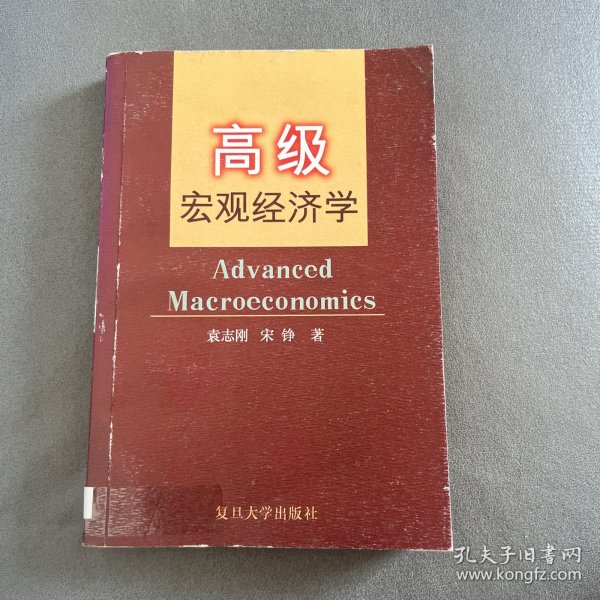 高级
宏观经济学
Advanced
Macroeconomics
袁志刚 宋铮 著
复旦大学出版社
孔夫子旧书网
www.kongfz.com